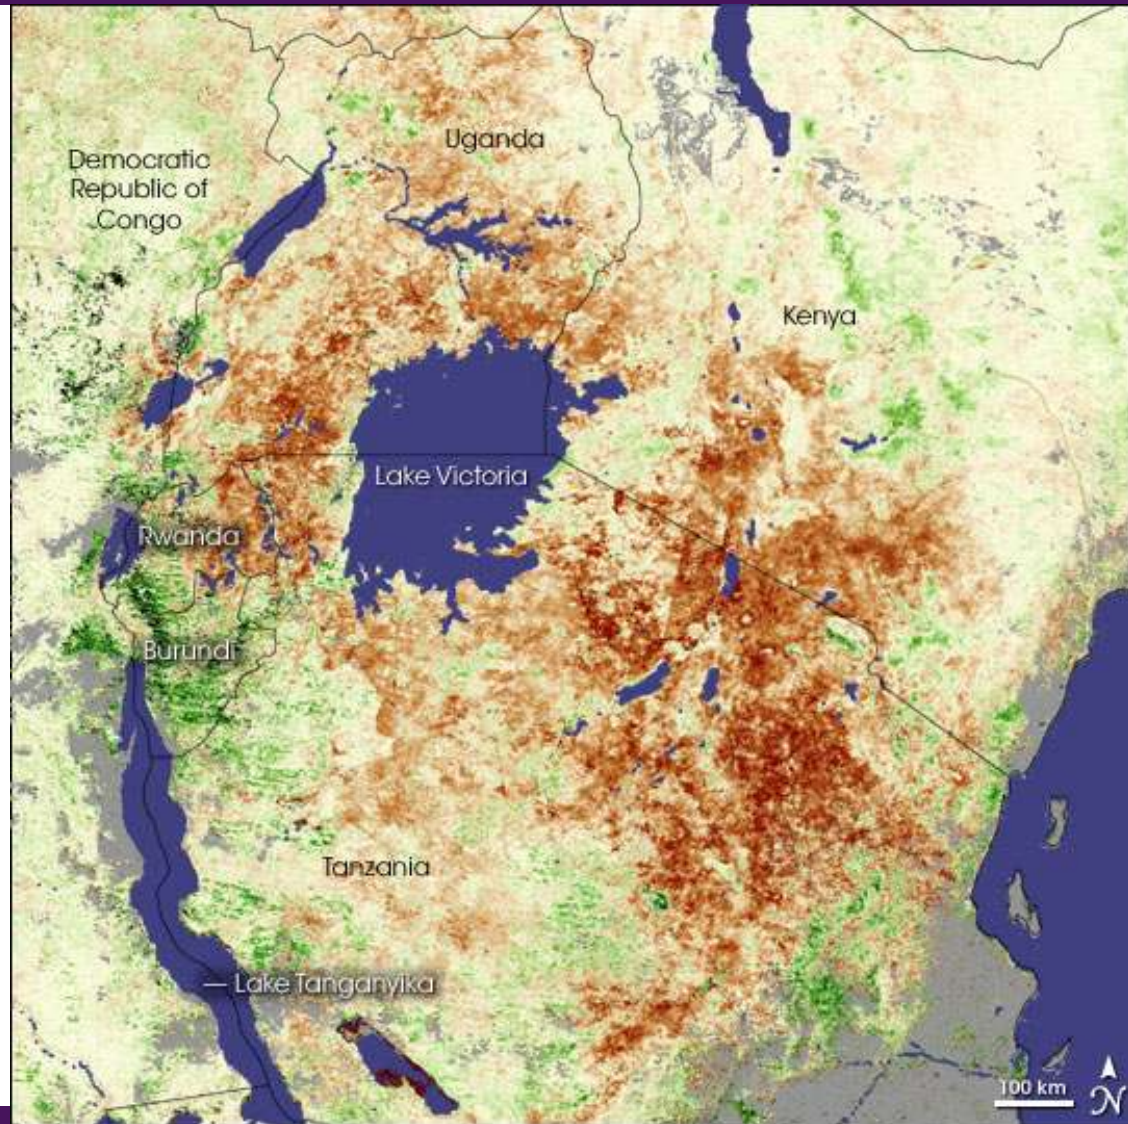 Uganda
Democratic
Republic of
Congo
Kenya
Lake Victoria
Rwanda
Burundi
Tanzania
Lake Tanganyika
100 km
N